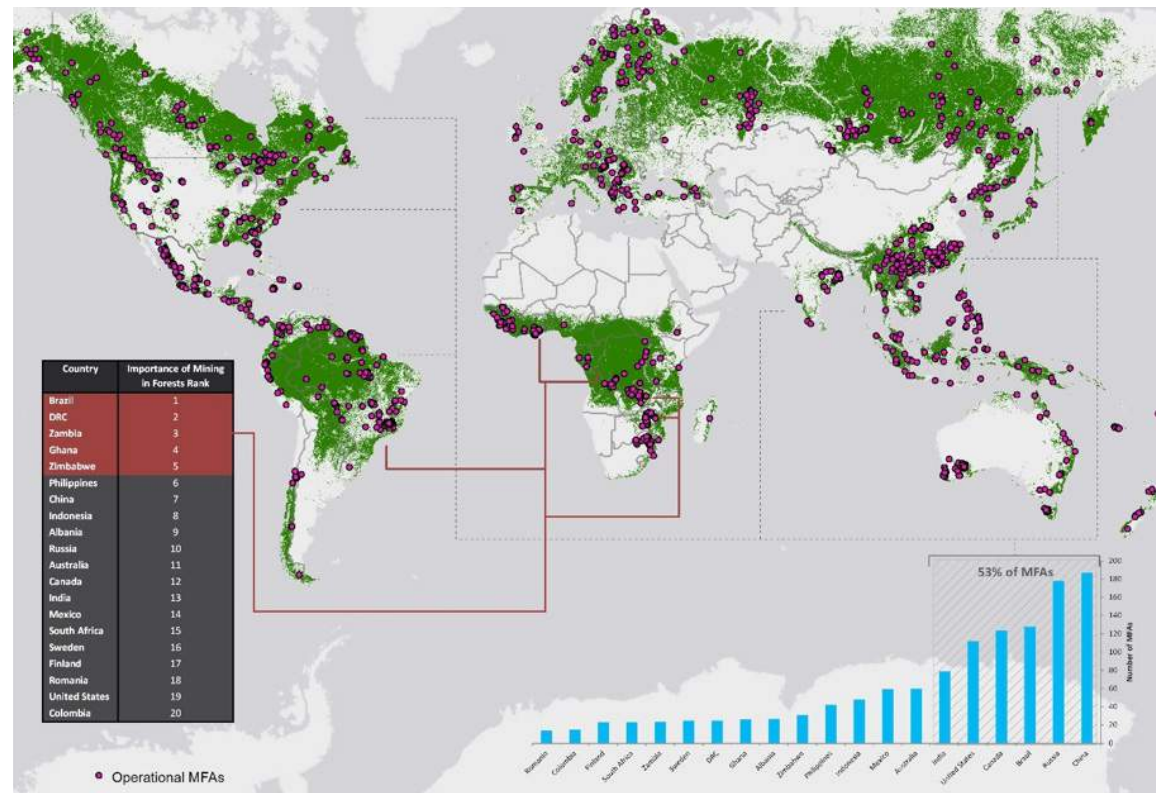 Country Importance of Mining
in Forests Rank
Brazil 1
DRC 2
Zambia 3
Ghana 4
Zimbabwe 5
Philippines 6
China 7
Indonesia 8
Albania 9
Russia 10
Australia 11
Canada 12
India 13
Mexico 14
South Africa 15
Sweden 16
Finland 17
Romania 18
United States 19
Colombia 20
Operational MFAs
53% of MFAs
200
180
160
140
120
100
80
60
40
20
0
Number of MFAs
Romania
Colombia
Finland
South Africa
Zambia
Sweden
DRC
Ghana
Albania
Zimbabwe
Philippines
Indonesia
Mexico
Australia
India
United States
Canada
Brazil
Russia
China